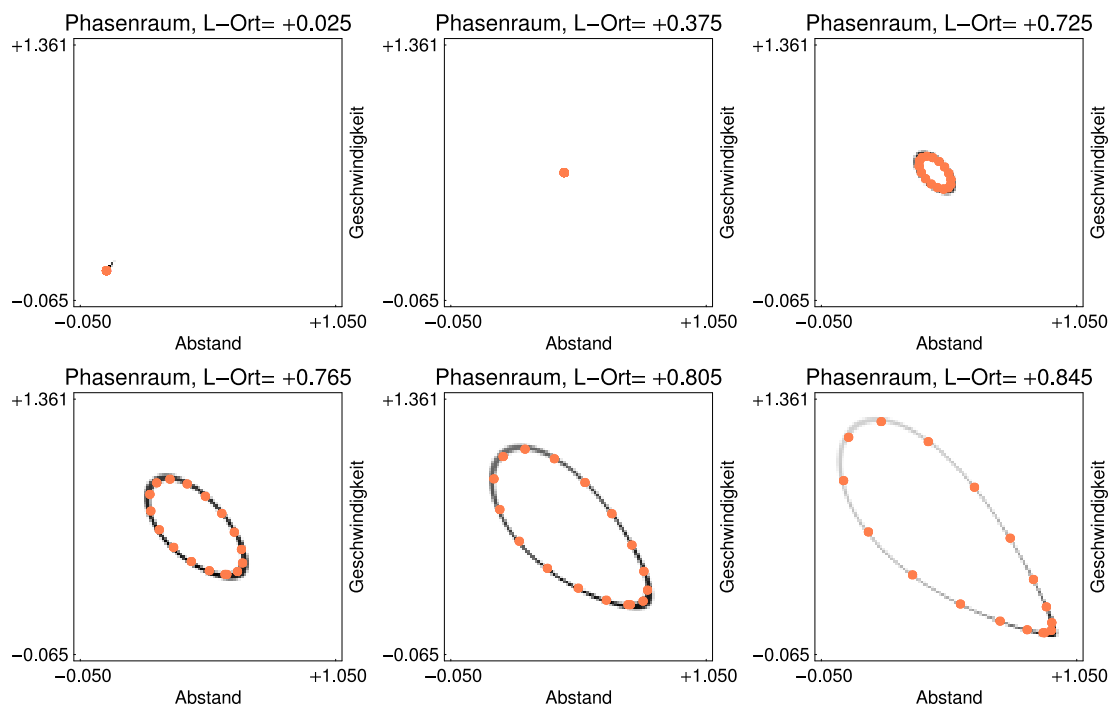 Phasenraum, L−Ort= +0.025
+1.361
Geschwindigkeit
−0.065
−0.050
+1.050
Abstand
Phasenraum, L−Ort= +0.375
+1.361
Geschwindigkeit
−0.065
−0.050
+1.050
Abstand
Phasenraum, L−Ort= +0.725
+1.361
Geschwindigkeit
−0.065
−0.050
+1.050
Abstand
Phasenraum, L−Ort= +0.765
+1.361
Geschwindigkeit
−0.065
−0.050
+1.050
Abstand
Phasenraum, L−Ort= +0.805
+1.361
Geschwindigkeit
−0.065
−0.050
+1.050
Abstand
Phasenraum, L−Ort= +0.845
+1.361
Geschwindigkeit
−0.065
−0.050
+1.050
Abstand